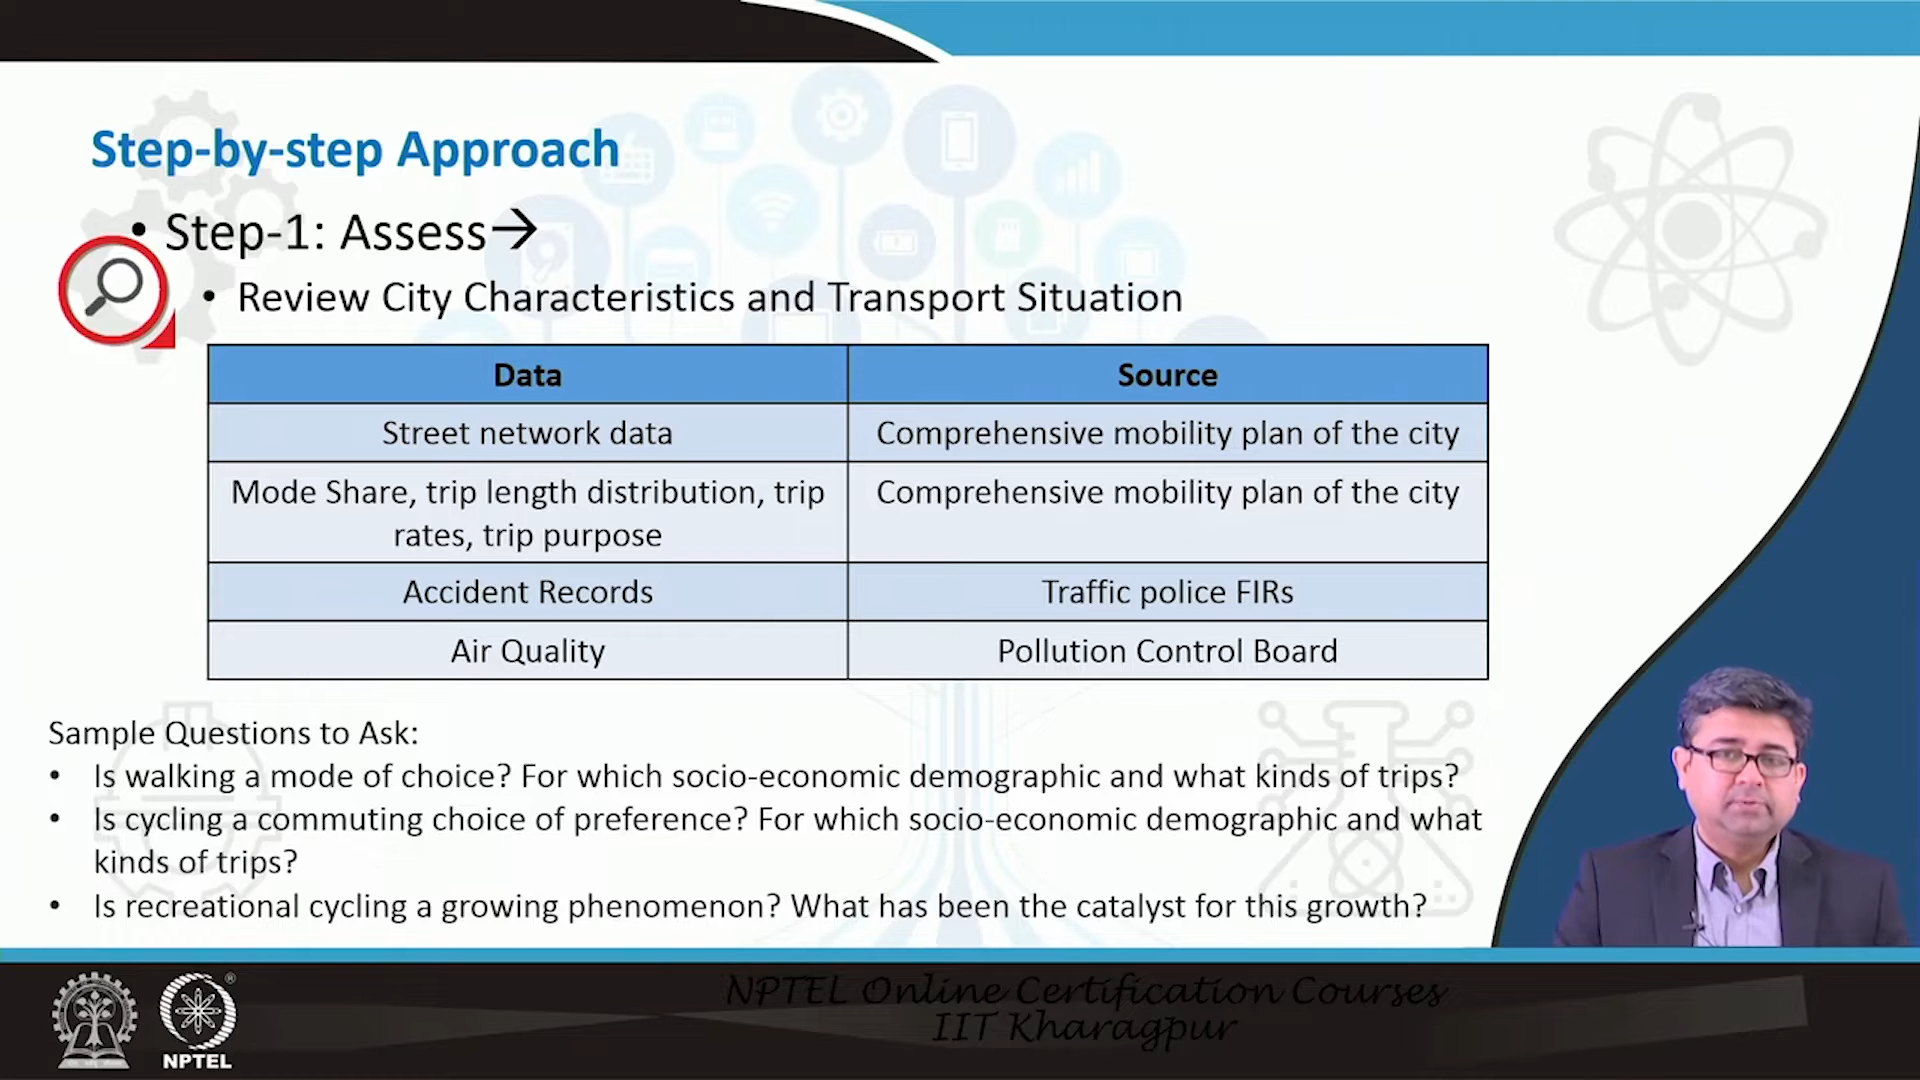 Step-by-step Approach
• Step-1: Assess→
• Review City Characteristics and Transport Situation
Data Source
Street network data Comprehensive mobility plan of the city
Mode Share, trip length distribution, trip Comprehensive mobility plan of the city
rates, trip purpose
Accident Records Traffic police FIRs
Air Quality Pollution Control Board
Sample Questions to Ask:
• Is walking a mode of choice? For which socio-economic demographic and what kinds of trips?
• Is cycling a commuting choice of preference? For which socio-economic demographic and what
kinds of trips?
• Is recreational cycling a growing phenomenon? What has been the catalyst for this growth?
NPTEL Online Certification Courses
IIT Kharagpur
®
NPTEL